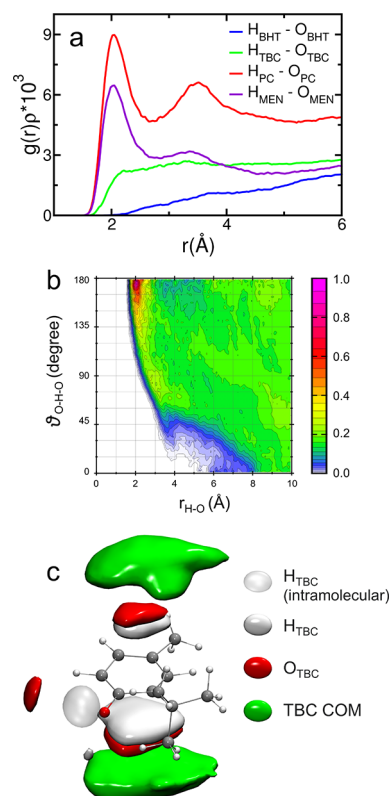 a
H_BHT - O_BHT
H_TBC - O_TBC
H_PC - O_PC
H_MEN - O_MEN
g(r)ρ*10^3
9
6
3
0
2 4 6
r(Å)
b
ϑ_O-H-O (degree)
180
135
90
45
0
0 2 4 6 8 10
r_H-O (Å)
1.0
0.8
0.6
0.4
0.2
0.0
c
H_TBC
(intramolecular)
H_TBC
O_TBC
TBC COM